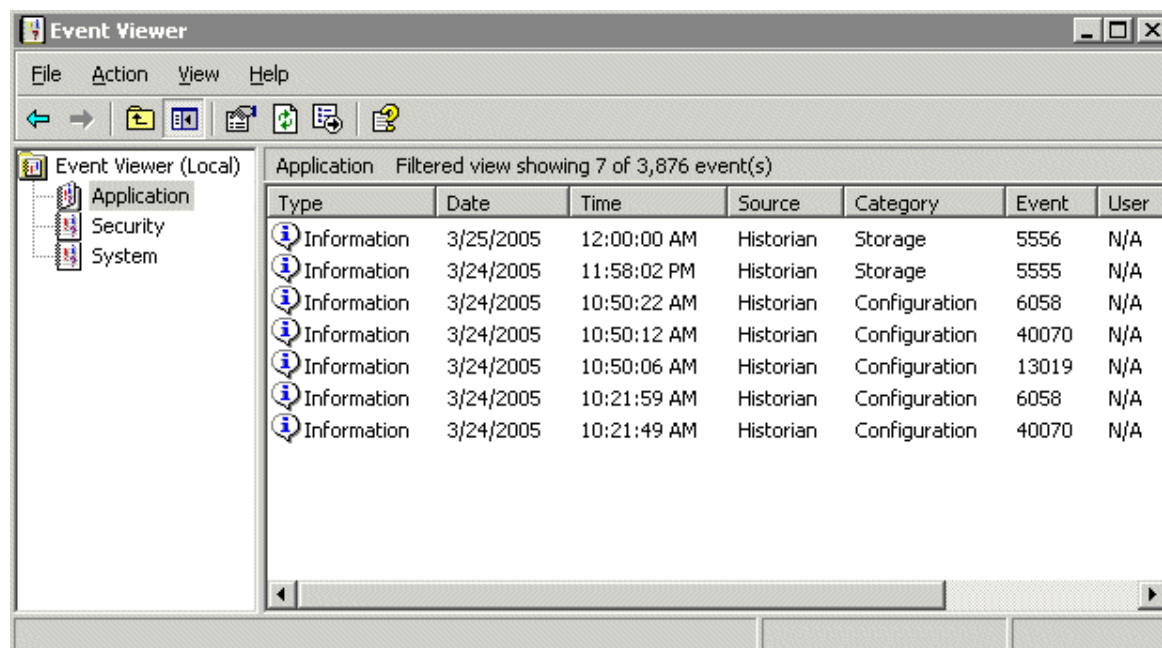 Event Viewer
File Action View Help
Event Viewer (Local)
Application
Security
System
Application Filtered view showing 7 of 3,876 event(s)
Type Date Time Source Category Event User
Information 3/25/2005 12:00:00 AM Historian Storage 5556 N/A
Information 3/24/2005 11:58:02 PM Historian Storage 5555 N/A
Information 3/24/2005 10:50:22 AM Historian Configuration 6058 N/A
Information 3/24/2005 10:50:12 AM Historian Configuration 40070 N/A
Information 3/24/2005 10:50:06 AM Historian Configuration 13019 N/A
Information 3/24/2005 10:21:59 AM Historian Configuration 6058 N/A
Information 3/24/2005 10:21:49 AM Historian Configuration 40070 N/A